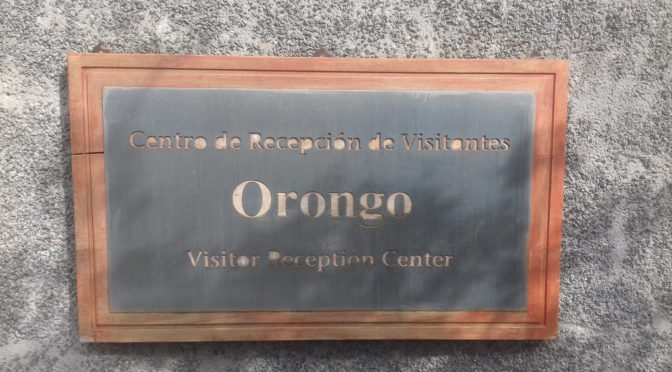 Centro de Recepción de Visitantes
Orongo
Visitor Reception Center